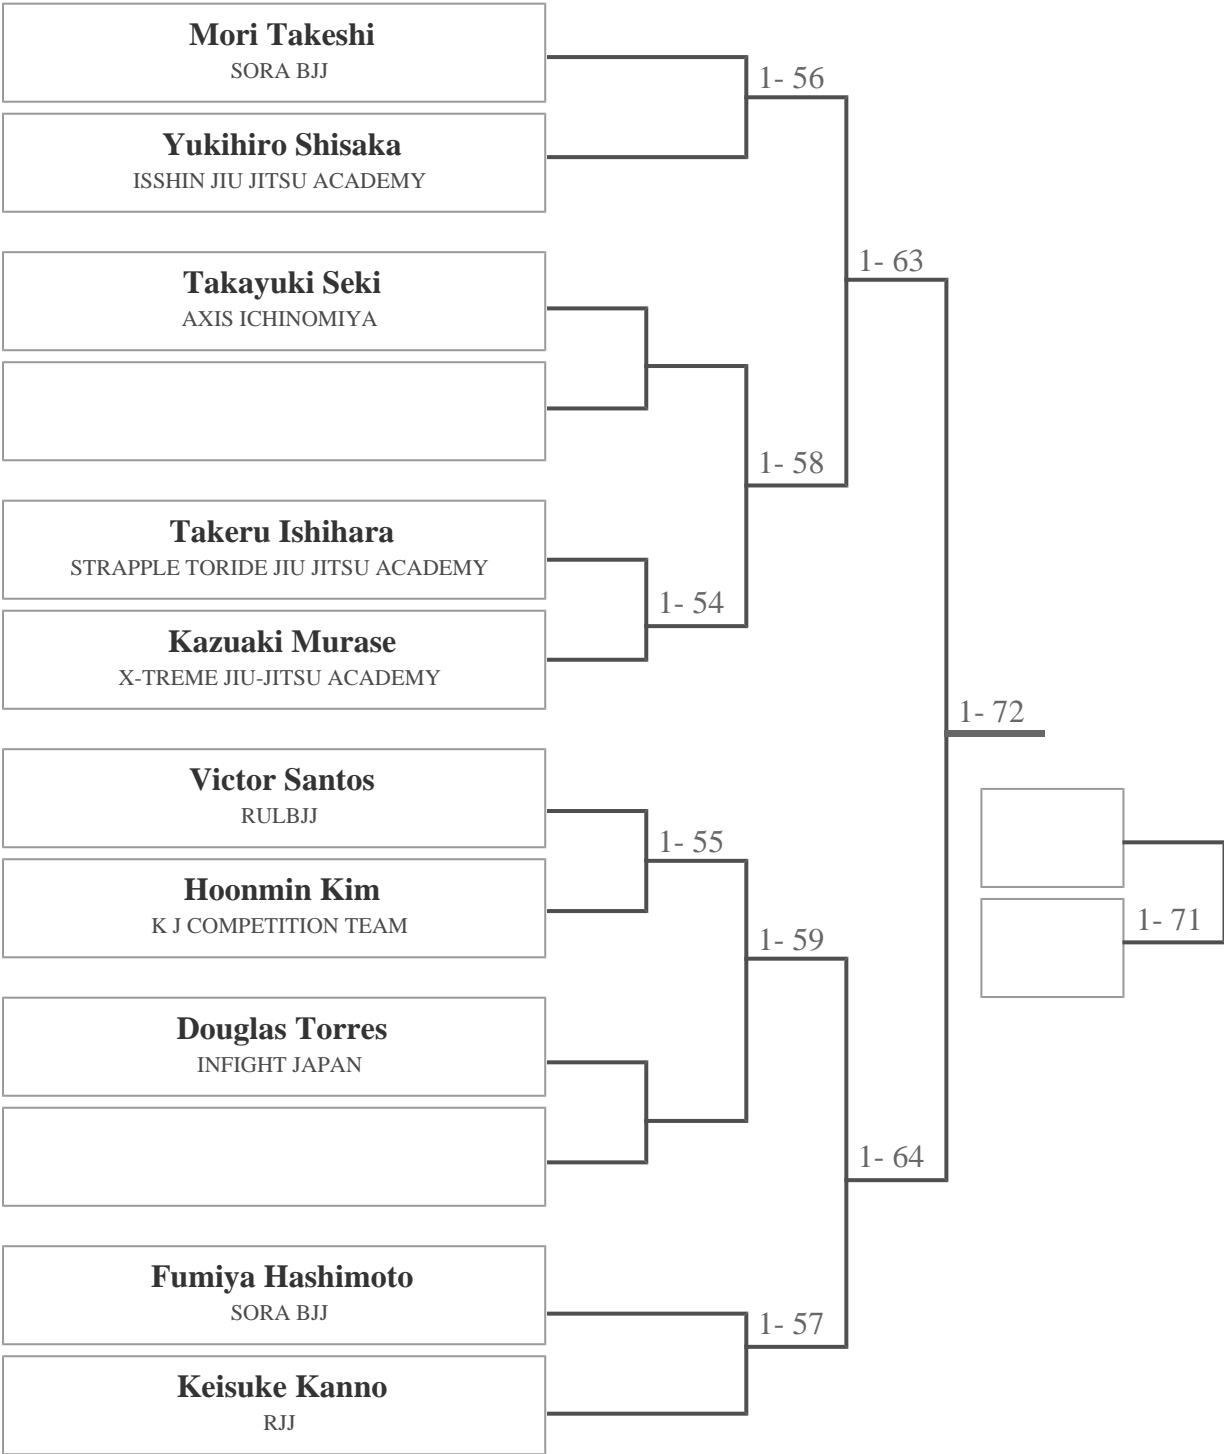 Mori Takeshi
SORA BJJ
1- 56
Yukihiro Shisaka
ISSHIN JIU JITSU ACADEMY
1- 63
Takayuki Seki
AXIS ICHINOMIYA
1- 58
Takeru Ishihara
STRAPPLE TORIDE JIU JITSU ACADEMY
1- 54
Kazuaki Murase
X-TREME JIU-JITSU ACADEMY
1- 72
Victor Santos
RULBJJ
1- 55
Hoonmin Kim
K J COMPETITION TEAM
1- 71
1- 59
Douglas Torres
INFIGHT JAPAN
1- 64
Fumiya Hashimoto
SORA BJJ
1- 57
Keisuke Kanno
RJJ